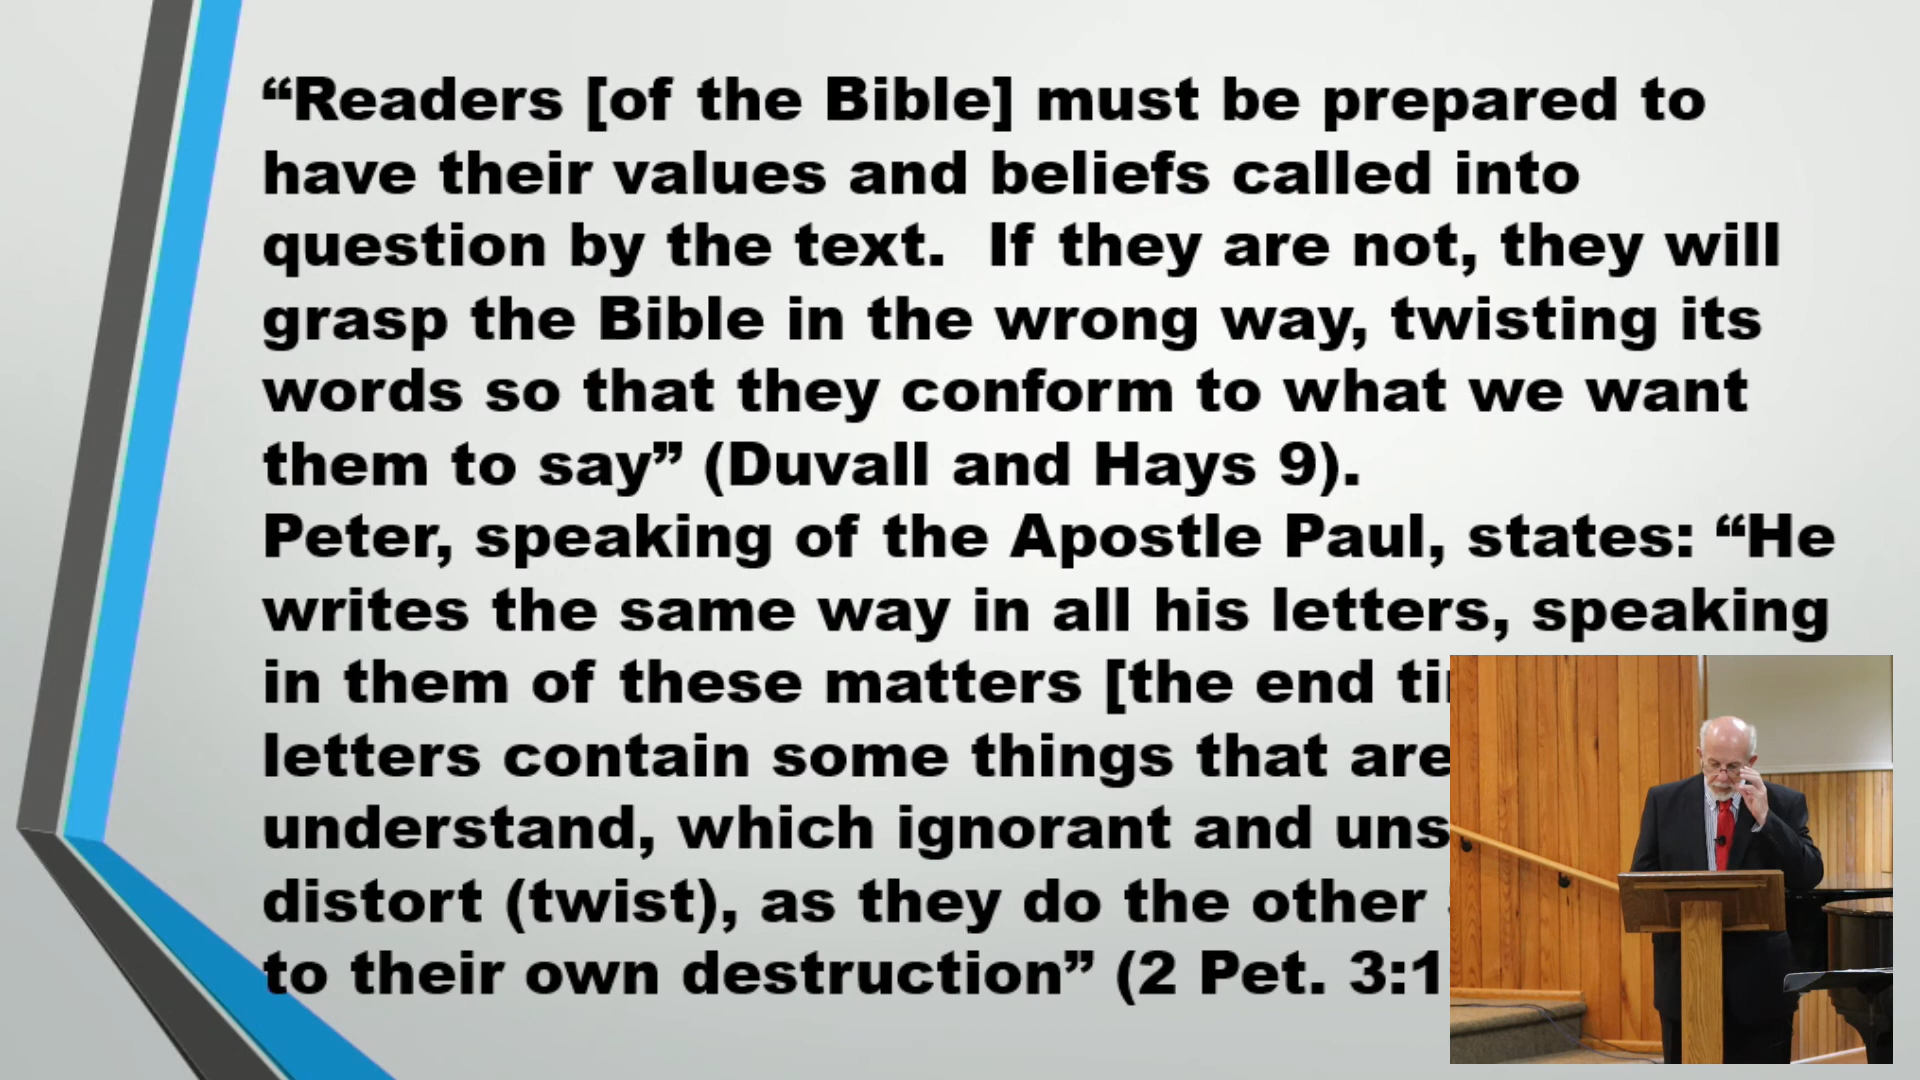 “Readers [of the Bible] must be prepared to
have their values and beliefs called into
question by the text.  If they are not, they will
grasp the Bible in the wrong way, twisting its
words so that they conform to what we want
them to say” (Duvall and Hays 9).
Peter, speaking of the Apostle Paul, states: “He
writes the same way in all his letters, speaking
in them of these matters [the end
letters contain some things that are
understand, which ignorant and
distort (twist), as they do the other
to their own destruction” (2 Pet. 3:1